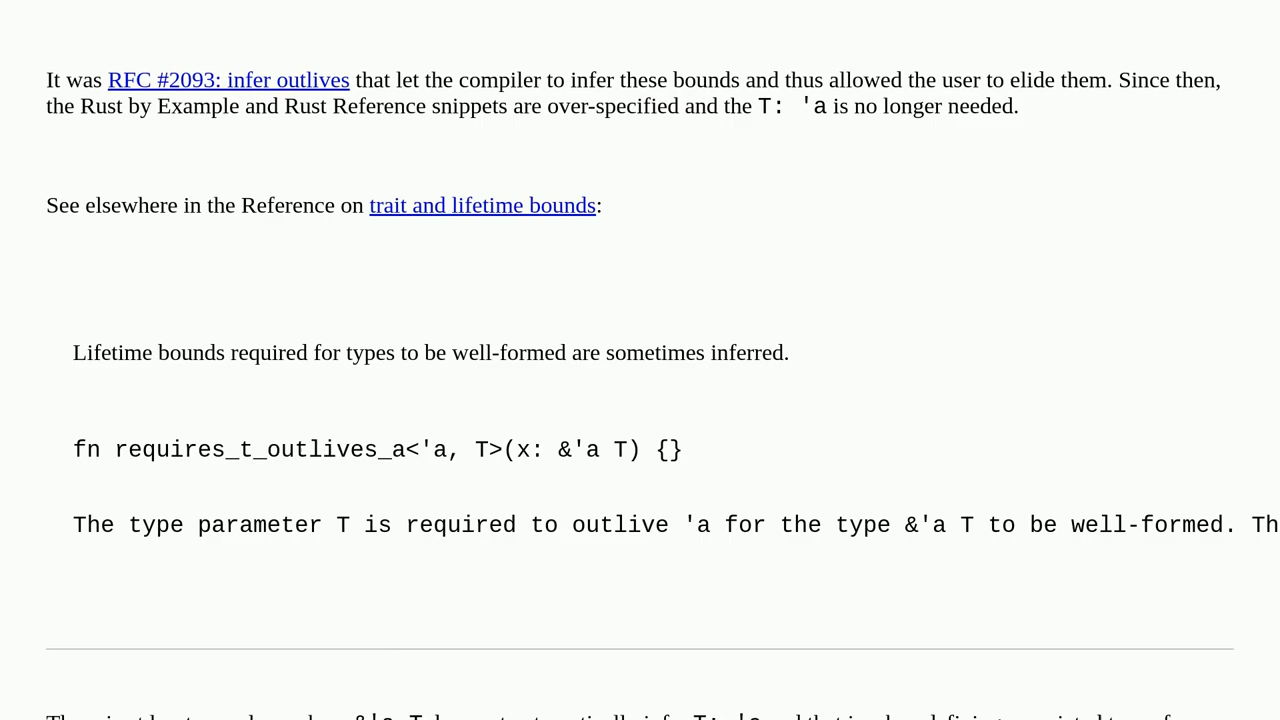 It was RFC #2093: infer outlives that let the compiler to infer these bounds and thus allowed the user to elide them. Since then,
the Rust by Example and Rust Reference snippets are over-specified and the T: 'a is no longer needed.
See elsewhere in the Reference on trait and lifetime bounds:
Lifetime bounds required for types to be well-formed are sometimes inferred.
fn requires_t_outlives_a<'a, T>(x: &'a T) {}
The type parameter T is required to outlive 'a for the type &'a T to be well-formed. Th